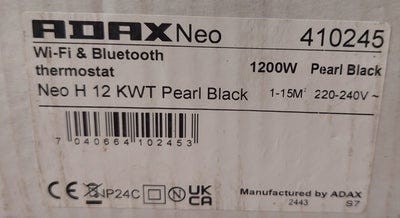 ADAX Neo 410245
Wi-Fi & Bluetooth
thermostat 1200W Pearl Black
Neo H 12 KWT Pearl Black 1-15M² 220-240V ~
7 040664 102453
CE IP24C N UK CA Manufactured by ADAX
2443 S7